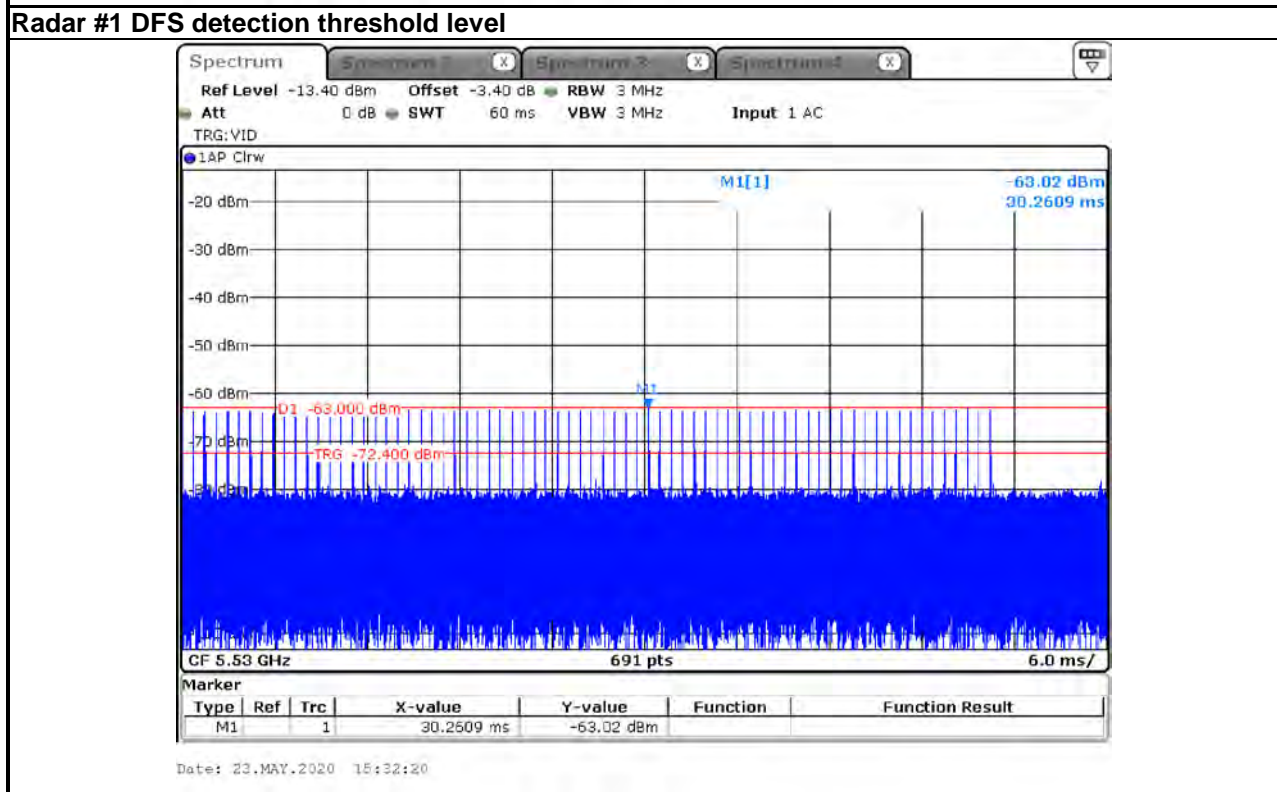 Radar #1 DFS detection threshold level
Spectrum
Ref Level -13.40 dBm Offset -3.40 dB RBW 3 MHz
Att 0 dB SWT 60 ms VBW 3 MHz Input 1 AC
TRG:VID
1AP Clrw
M1[1] -63.02 dBm
30.2609 ms
-20 dBm
-30 dBm
-40 dBm
-50 dBm
-60 dBm
M1
D1 -63.000 dBm
-70 dBm
TRG -72.400 dBm
CF 5.53 GHz 691 pts 6.0 ms/
Marker
Type Ref Trc X-value Y-value Function Function Result
M1 1 30.2609 ms -63.02 dBm
Date: 23.MAY.2020 15:32:20